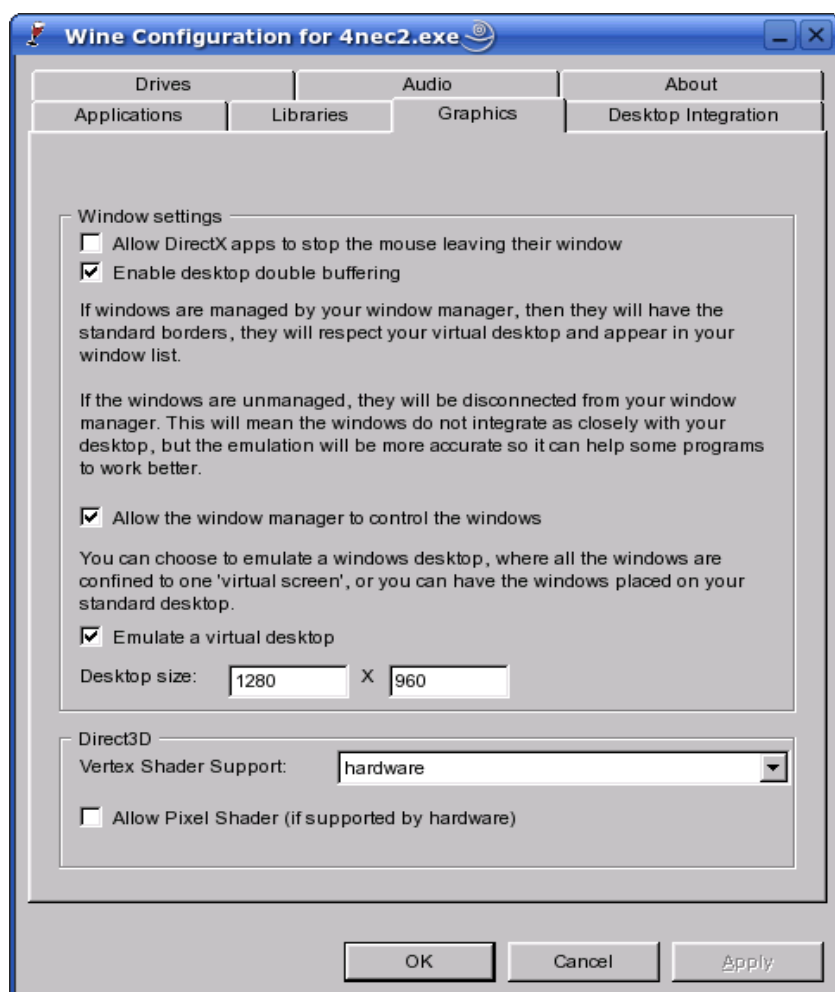 Wine Configuration for 4nec2.exe
Drives Audio About
Applications Libraries Graphics Desktop Integration
Window settings
Allow DirectX apps to stop the mouse leaving their window
Enable desktop double buffering
If windows are managed by your window manager, then they will have the
standard borders, they will respect your virtual desktop and appear in your
window list.
If the windows are unmanaged, they will be disconnected from your window
manager. This will mean the windows do not integrate as closely with your
desktop, but the emulation will be more accurate so it can help some programs
to work better.
Allow the window manager to control the windows
You can choose to emulate a windows desktop, where all the windows are
confined to one 'virtual screen', or you can have the windows placed on your
standard desktop.
Emulate a virtual desktop
Desktop size: 1280 X 960
Direct3D
Vertex Shader Support: hardware
Allow Pixel Shader (if supported by hardware)
OK Cancel Apply